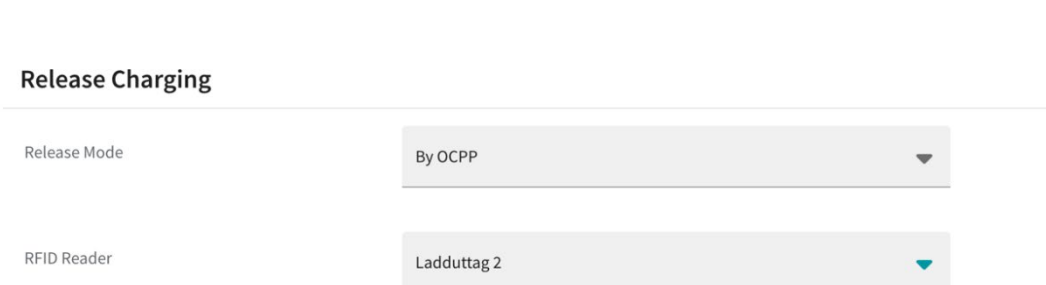 Release Charging
Release Mode
By OCPP
RFID Reader
Ladduttag 2